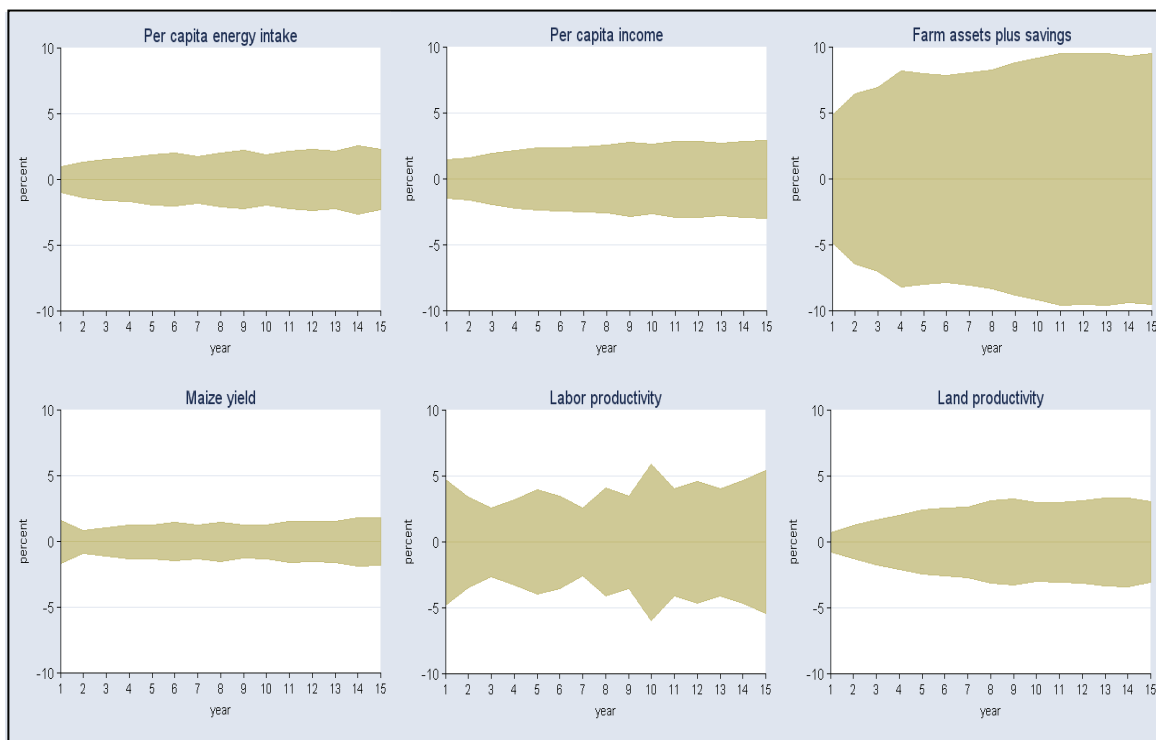 Per capita energy intake
10
5
0
-5
-10
percent
1 2 3 4 5 6 7 8 9 10 11 12 13 14 15
year
Per capita income
10
5
0
-5
-10
percent
1 2 3 4 5 6 7 8 9 10 11 12 13 14 15
year
Farm assets plus savings
10
5
0
-5
-10
percent
1 2 3 4 5 6 7 8 9 10 11 12 13 14 15
year
Maize yield
10
5
0
-5
-10
percent
1 2 3 4 5 6 7 8 9 10 11 12 13 14 15
year
Labor productivity
10
5
0
-5
-10
percent
1 2 3 4 5 6 7 8 9 10 11 12 13 14 15
year
Land productivity
10
5
0
-5
-10
percent
1 2 3 4 5 6 7 8 9 10 11 12 13 14 15
year